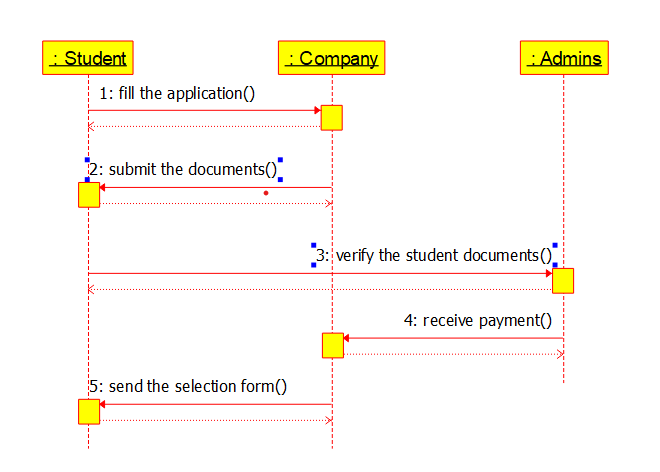 : Student
: Company
: Admins
1: fill the application()
2: submit the documents()
3: verify the student documents()
4: receive payment()
5: send the selection form()